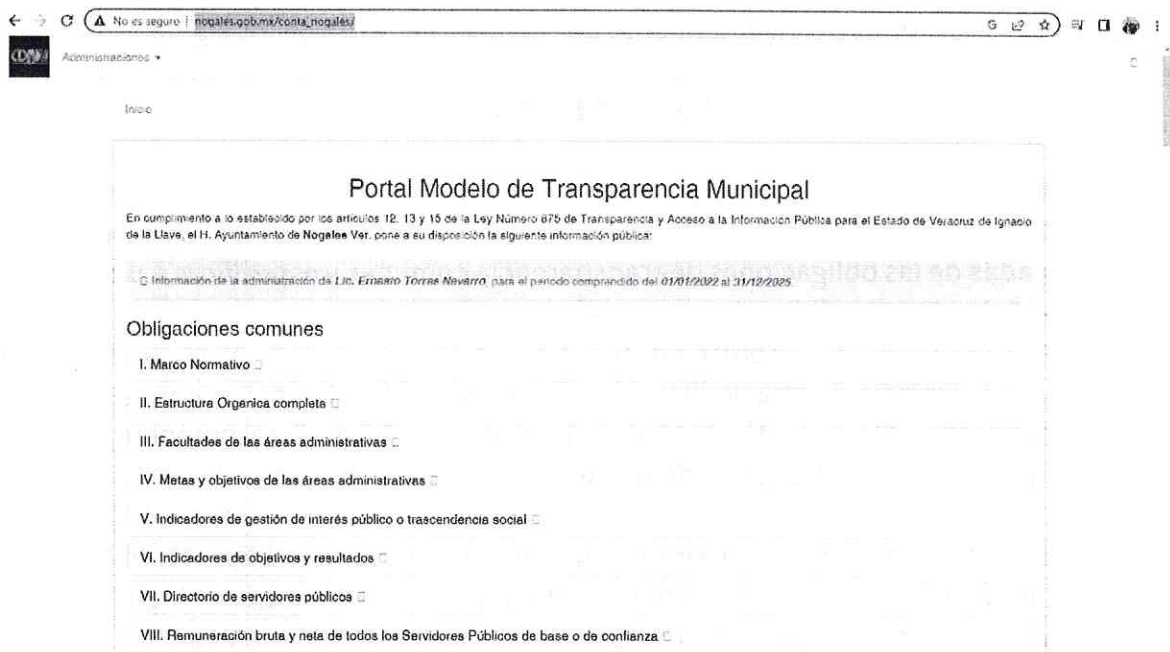 No es seguro | nogales.gob.mx/conta_nogales/
Administraciones
Inicio
Portal Modelo de Transparencia Municipal
En cumplimiento a lo establecido por los artículos 12, 13 y 15 de la Ley Número 875 de Transparencia y Acceso a la Información Pública para el Estado de Veracruz de Ignacio
de la Llave, el H. Ayuntamiento de Nogales Ver. pone a su disposición la siguiente información pública:
Información de la administración de Lic. Ernesto Torres Navarro, para el periodo comprendido del 01/01/2022 al 31/12/2025.
Obligaciones comunes
I. Marco Normativo
II. Estructura Organica completa
III. Facultades de las áreas administrativas
IV. Metas y objetivos de las áreas administrativas
V. Indicadores de gestión de interés público o trascendencia social
VI. Indicadores de objetivos y resultados
VII. Directorio de servidores públicos
VIII. Remuneración bruta y neta de todos los Servidores Públicos de base o de confianza